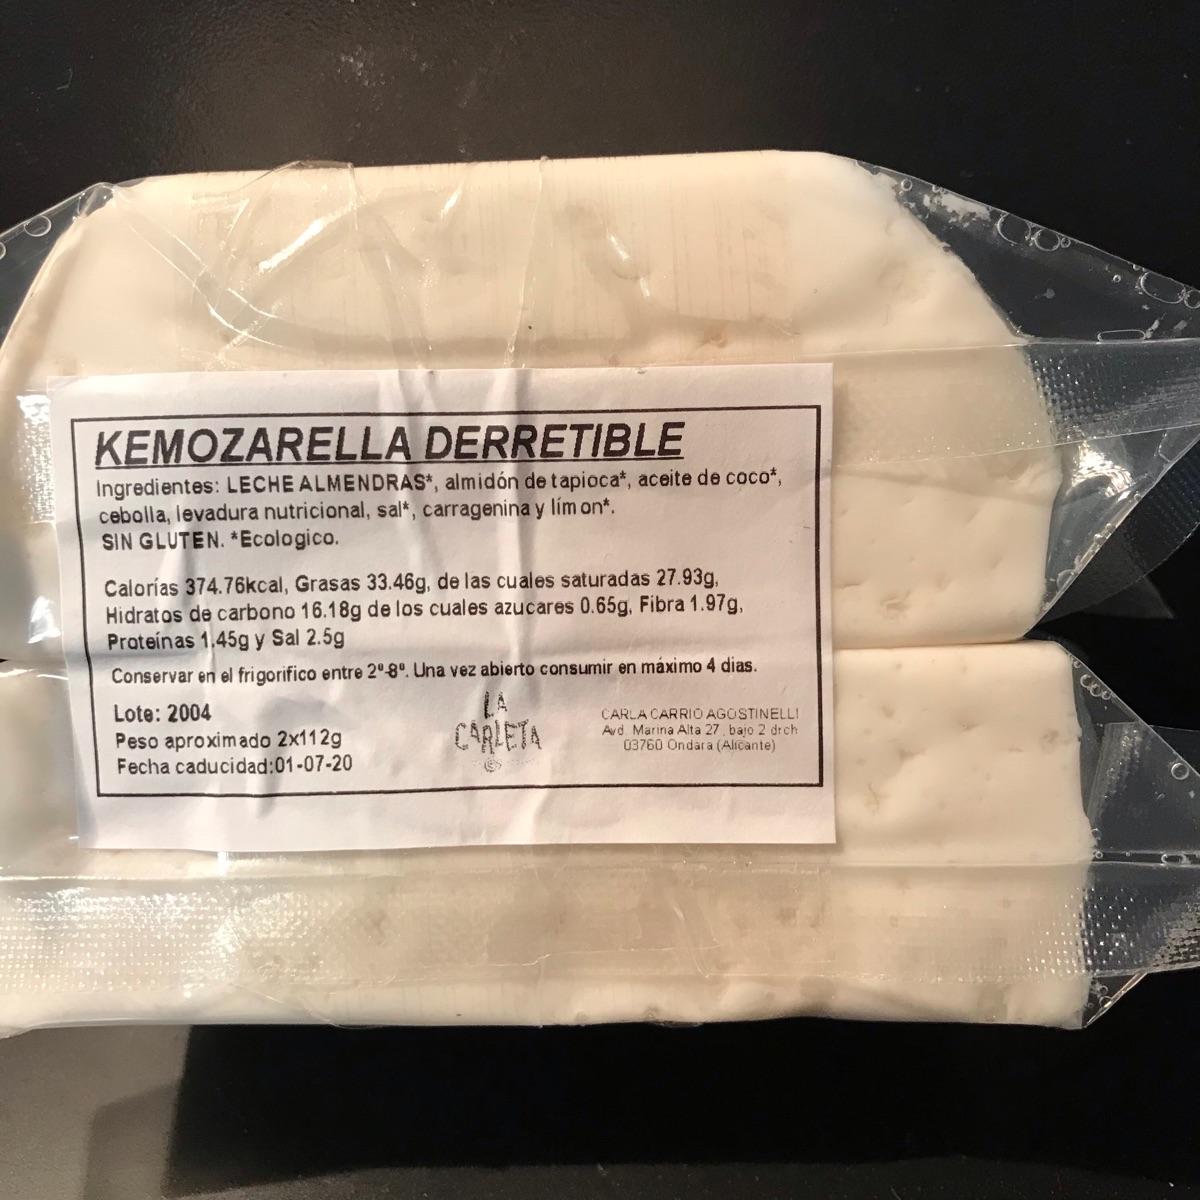 KEMOZARELLA DERRETIBLE
Ingredientes: LECHE ALMENDRAS*, almidón de tapioca*, aceite de coco*,
cebolla, levadura nutricional, sal*, carragenina y límon*.
SIN GLUTEN. *Ecologico.
Calorías 374.76kcal, Grasas 33.46g, de las cuales saturadas 27.93g,
Hidratos de carbono 16.18g de los cuales azucares 0.65g, Fibra 1.97g,
Proteínas 1.45g y Sal 2.5g
Conservar en el frigorifico entre 2º-8º. Una vez abierto consumir en máximo 4 dias.
Lote: 2004
Peso aproximado 2x112g
Fecha caducidad:01-07-20
LA
CARLETA
CARLA CARRIO AGOSTINELLI
Avd. Marina Alta 27, bajo 2 drch
03760 Ondara (Alicante)